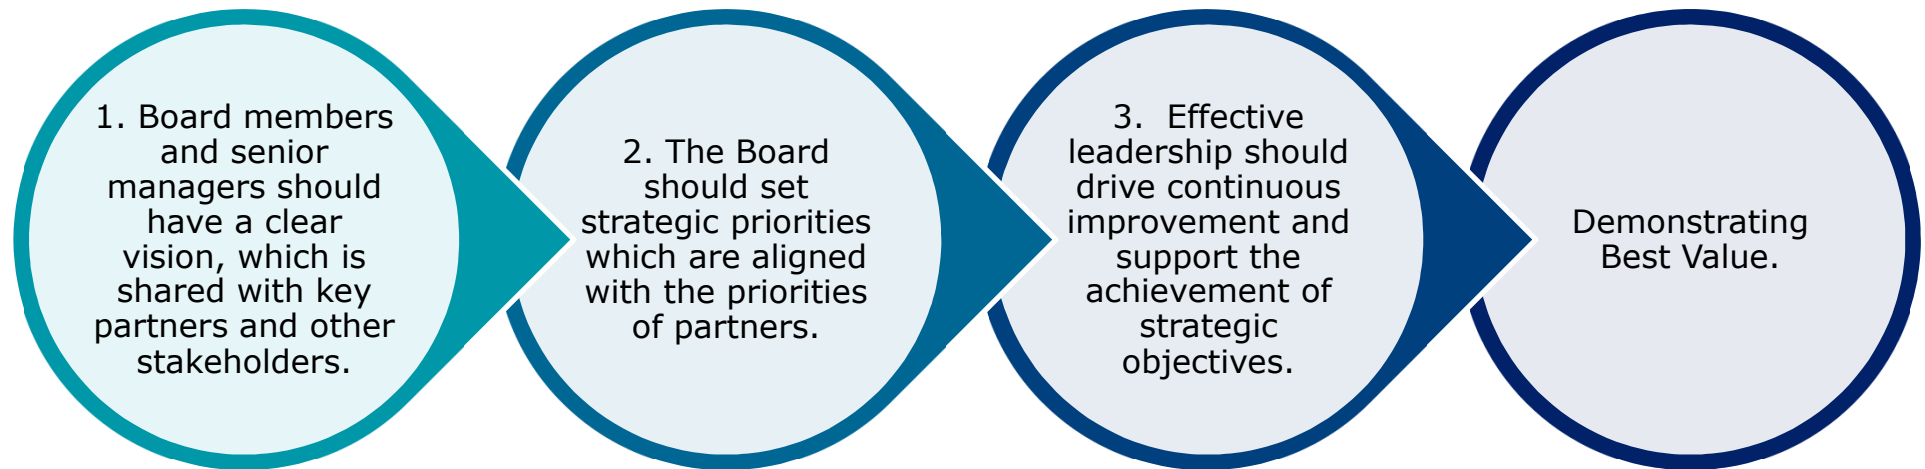 1. Board members
and senior
managers should
have a clear
vision, which is
shared with key
partners and other
stakeholders.
2. The Board
should set
strategic priorities
which are aligned
with the priorities
of partners.
3.  Effective
leadership should
drive continuous
improvement and
support the
achievement of
strategic
objectives.
Demonstrating
Best Value.